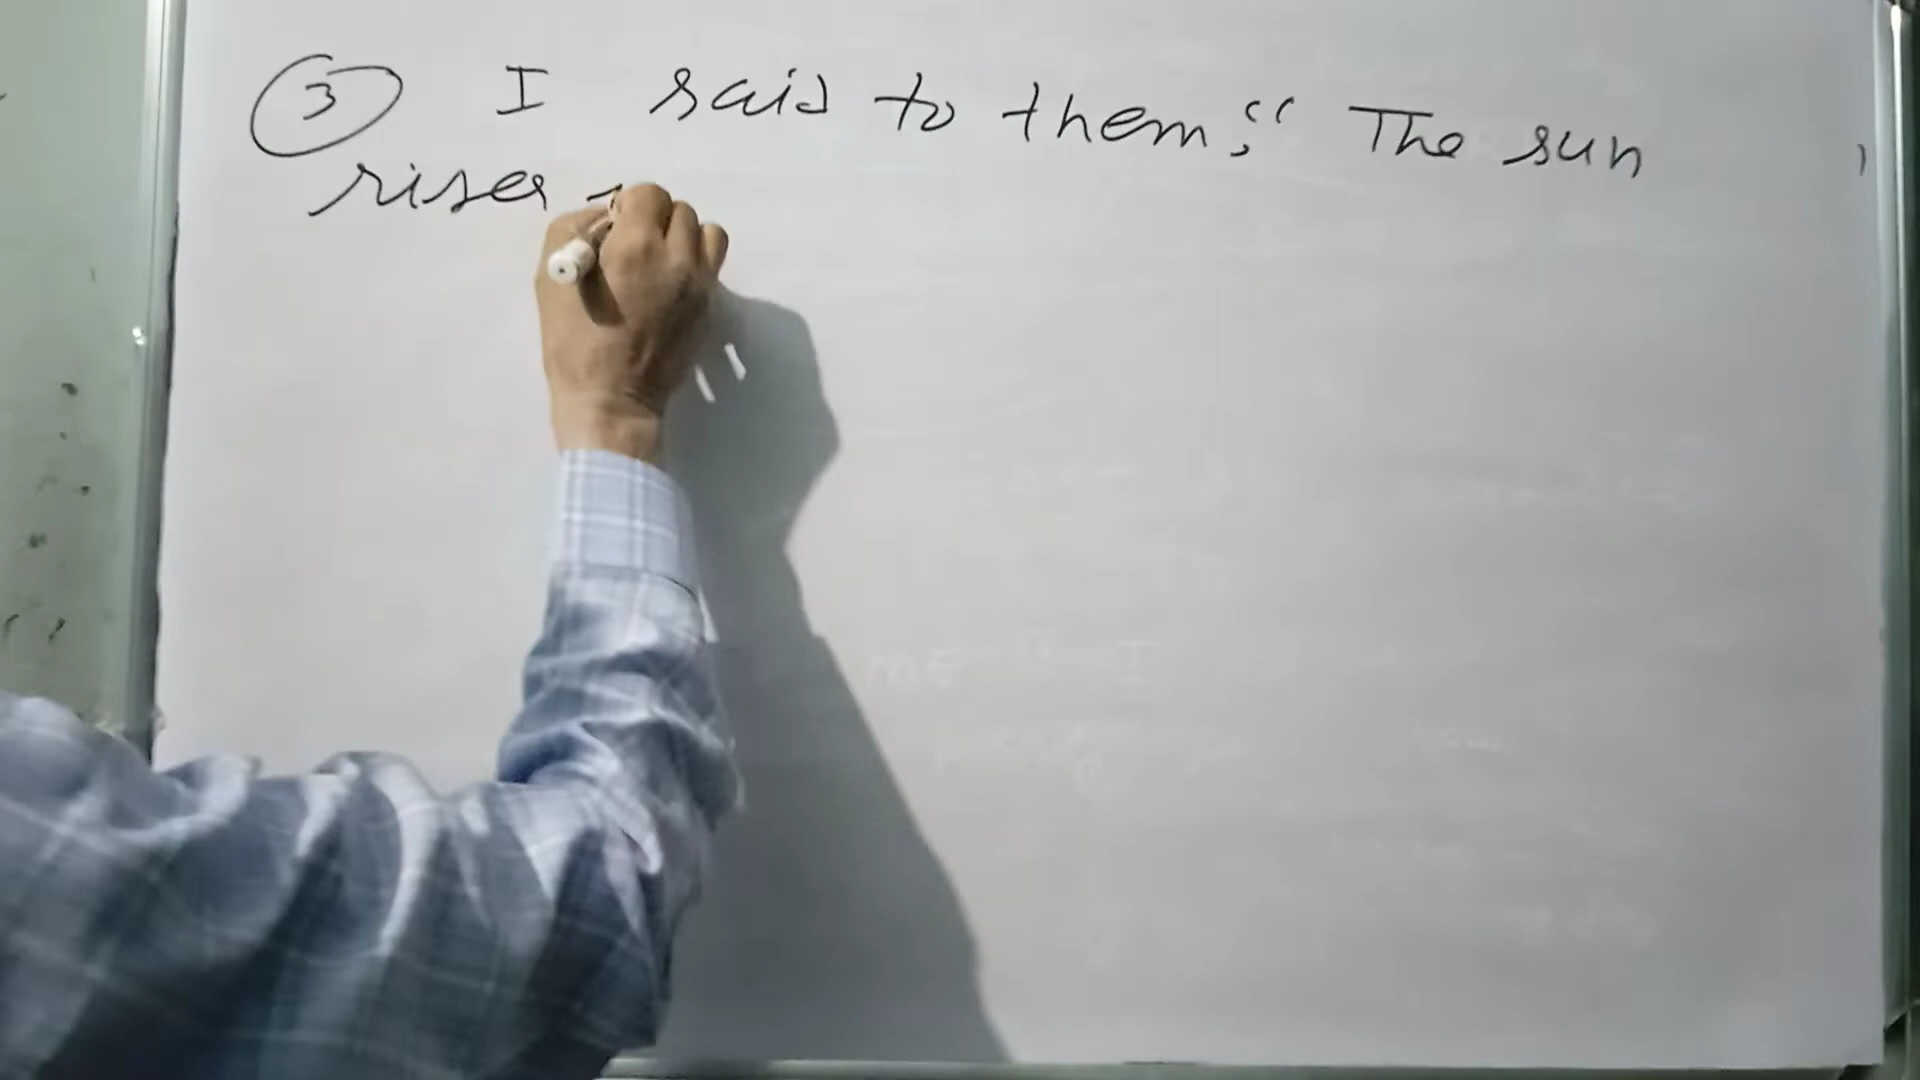 ③ I said to them, " The sun
rises